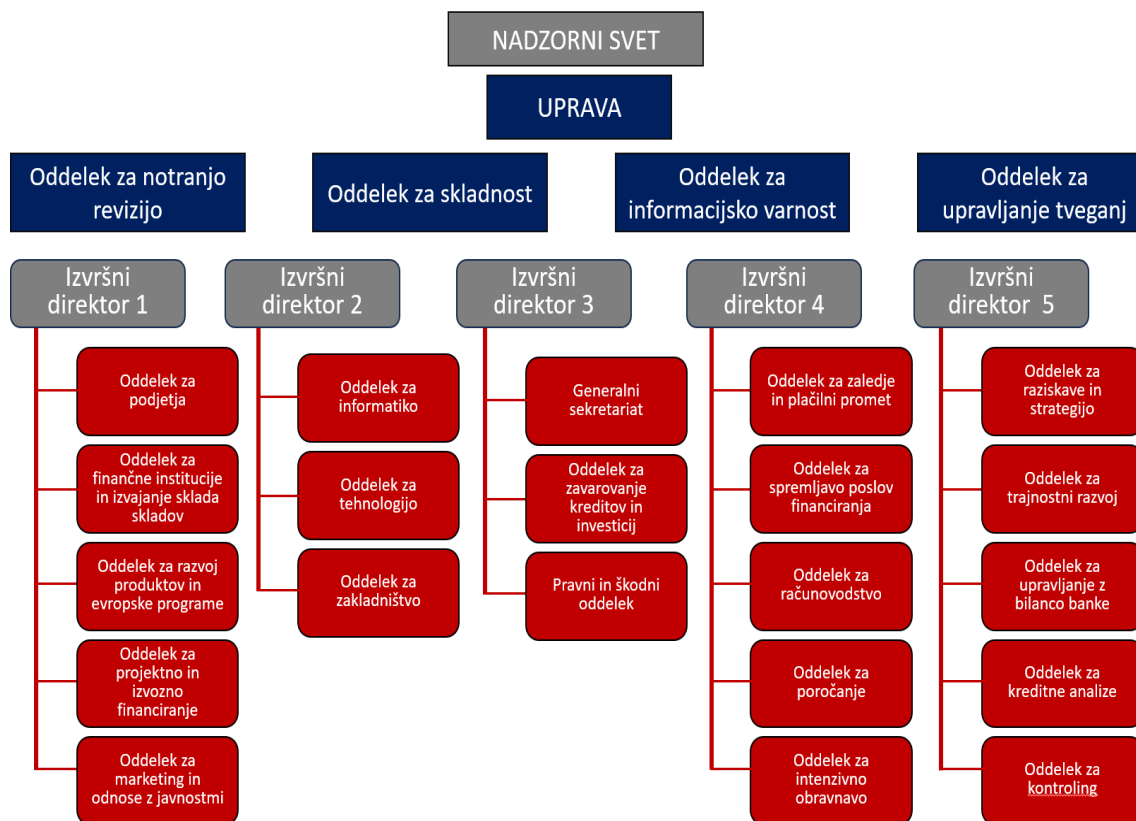 NADZORNI SVET
UPRAVA
Oddelek za notranjo
revizijo
Oddelek za skladnost
Oddelek za
informacijsko varnost
Oddelek za
upravljanje tveganj
Izvršni
direktor 1
Izvršni
direktor 2
Izvršni
direktor 3
Izvršni
direktor 4
Izvršni
direktor 5
Oddelek za
podjetja
Oddelek za
finančne institucije
in izvajanje sklada
skladov
Oddelek za razvoj
produktov in
evropske programe
Oddelek za
projektno in
izvozno
financiranje
Oddelek za
marketing in
odnose z javnostmi
Oddelek za
informatiko
Oddelek za
tehnologijo
Oddelek za
zakladništvo
Generalni
sekretariat
Oddelek za
zavarovanje
kreditov in
investicij
Pravni in škodni
oddelek
Oddelek za zaledje
in plačilni promet
Oddelek za
spremljavo poslov
financiranja
Oddelek za
računovodstvo
Oddelek za
poročanje
Oddelek za
intenzivno
obravnavo
Oddelek za
raziskave in
strategijo
Oddelek za
trajnostni razvoj
Oddelek za
upravljanje z
bilanco banke
Oddelek za
kreditne analize
Oddelek za
kontroling